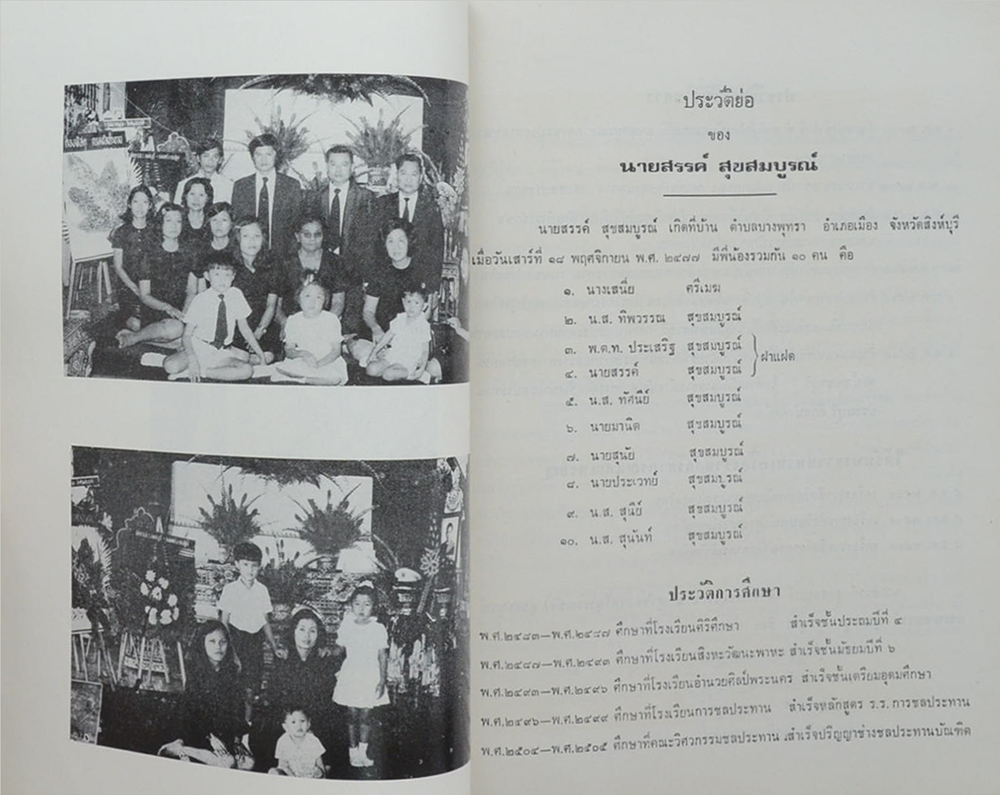 ประวัติย่อ
ของ
นายสรรค์ สุขสมบูรณ์
นายสรรค์ สุขสมบูรณ์ เกิดที่บ้าน ตำบลบางพุทรา อำเภอเมือง จังหวัดสิงห์บุรี
เมื่อวันเสาร์ที่ ๑๘ พฤศจิกายน พ.ศ. ๒๔๗๗ มีพี่น้องรวมกัน ๑๐ คน คือ
๑. นางเสนีย ศรีเมฆ
๒. น.ส. ทิพวรรณ สุขสมบูรณ์
๓. พ.ต.ท. ประเสริฐ สุขสมบูรณ์
๔. นายสรรค์ สุขสมบูรณ์ ฝาแฝด
๕. น.ส. ทัศนีย์ สุขสมบูรณ์
๖. นายมานิต สุขสมบูรณ์
๗. นายสนัย สุขสมบูรณ์
๘. นายประเวทย์ สุขสมบูรณ์
๙. น.ส. สุนีย์ สุขสมบูรณ์
๑๐. น.ส. สุนันท์ สุขสมบูรณ์
ประวัติการศึกษา
พ.ศ.๒๔๘๓—พ.ศ.๒๔๘๗ ศึกษาที่โรงเรียนศิริศึกษา สำเร็จชั้นประถมปีที่ ๔
พ.ศ.๒๔๘๗—พ.ศ.๒๔๙๓ ศึกษาที่โรงเรียนสิงหะวัฒนะพาหะ สำเร็จชั้นมัธยมปีที่ ๖
พ.ศ.๒๔๙๓—พ.ศ.๒๔๙๖ ศึกษาที่โรงเรียนอำนวยศิลป์พระนคร สำเร็จชั้นเตรียมอุดมศึกษา
พ.ศ.๒๔๙๖—พ.ศ.๒๔๙๙ ศึกษาที่โรงเรียนการชลประทาน สำเร็จหลักสูตร ร.ร. การชลประทาน
พ.ศ.๒๕๐๔—พ.ศ.๒๕๐๕ ศึกษาที่คณะวิศวกรรมชลประทาน สำเร็จปริญญาช่างชลประทานบัณฑิต